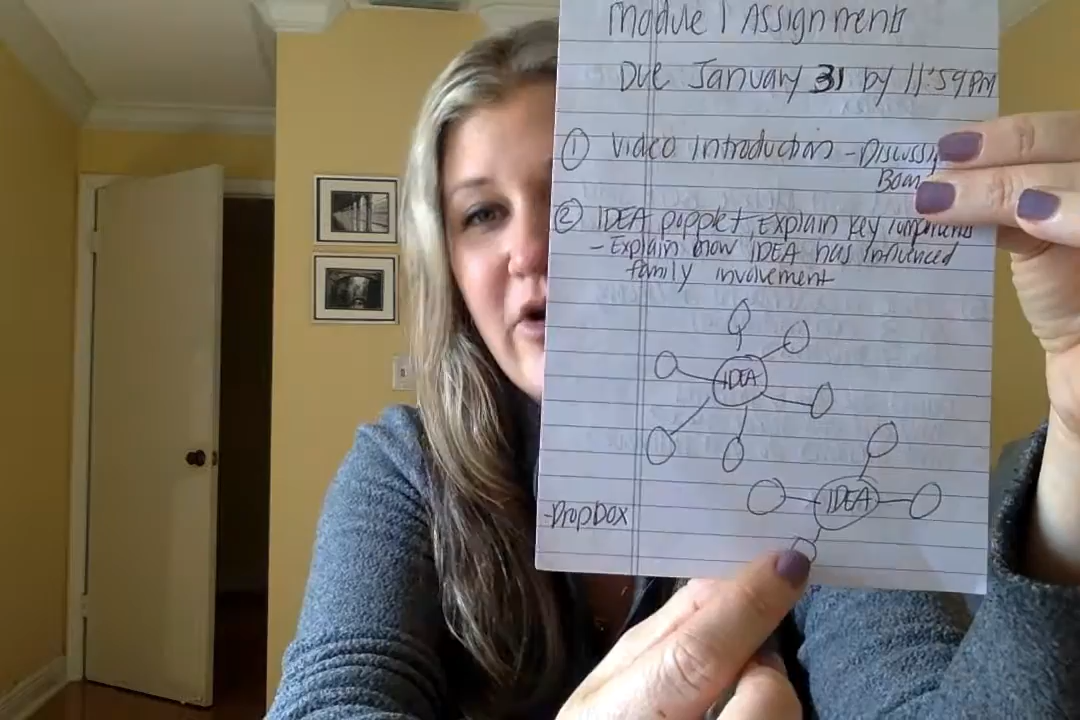 Module 1 Assignments
Due January 31 by 11:59pm
① Video Introduction - Discussi
Boar
② IDEA popplet Explain key components
- Explain how IDEA has influenced
family involvement
IDEA
IDEA
-Dropbox